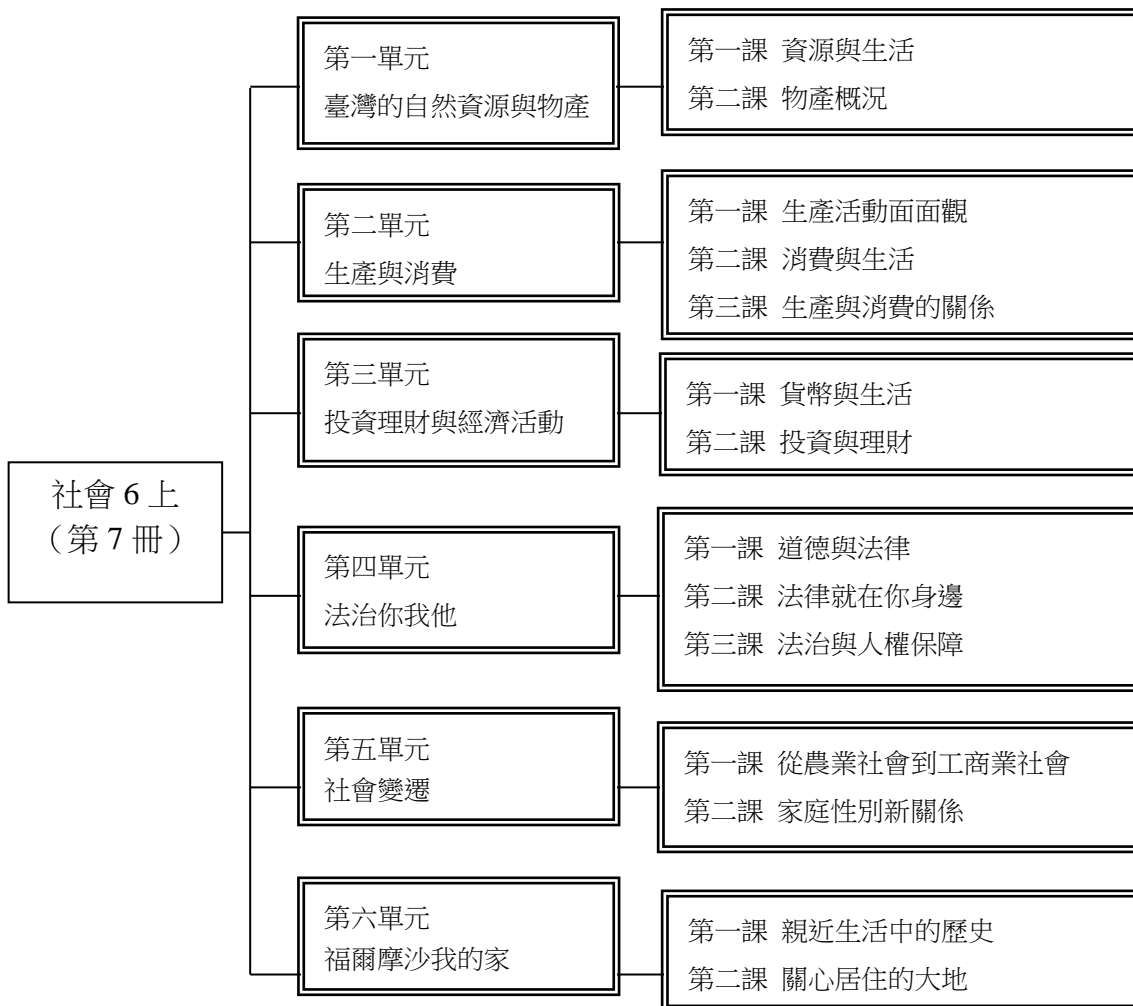 社會 6 上
（第 7 冊）
第一單元
臺灣的自然資源與物產
第一課 資源與生活
第二課 物產概況
第二單元
生產與消費
第一課 生產活動面面觀
第二課 消費與生活
第三課 生產與消費的關係
第三單元
投資理財與經濟活動
第一課 貨幣與生活
第二課 投資與理財
第四單元
法治你我他
第一課 道德與法律
第二課 法律就在你身邊
第三課 法治與人權保障
第五單元
社會變遷
第一課 從農業社會到工商業社會
第二課 家庭性別新關係
第六單元
福爾摩沙我的家
第一課 親近生活中的歷史
第二課 關心居住的大地